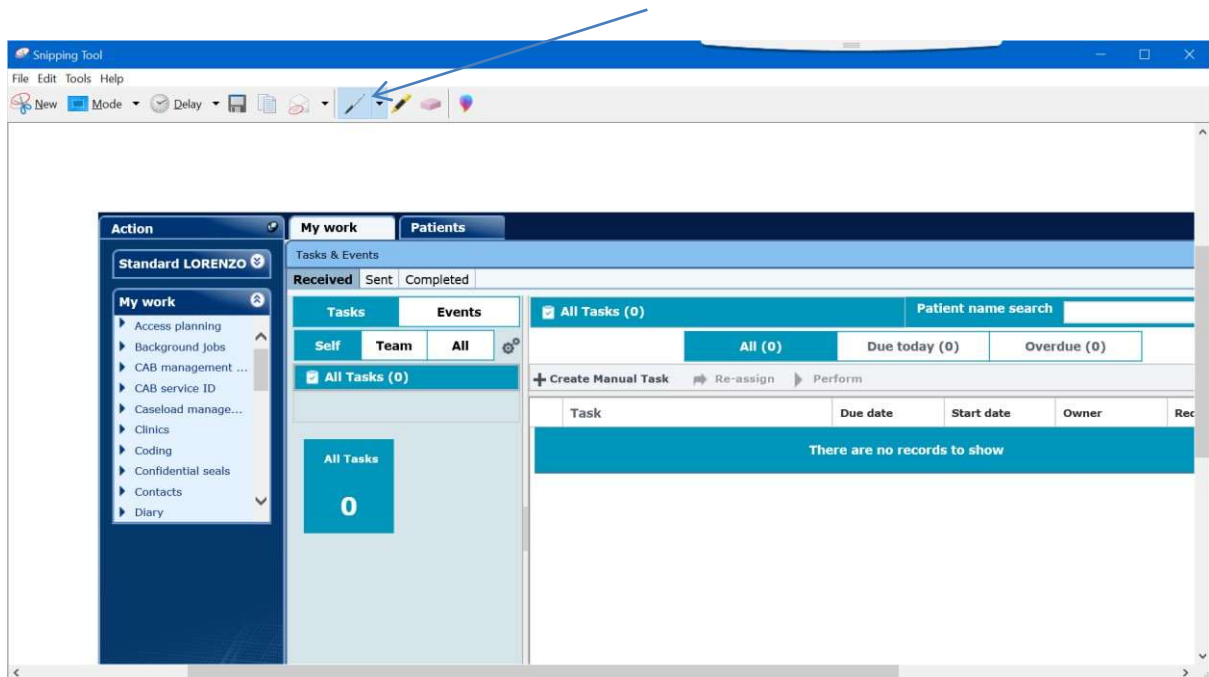 Snipping Tool
File Edit Tools Help
New Mode Delay
Action
My work Patients
Standard LORENZO
Tasks & Events
Received Sent Completed
My work
Access planning
Background Jobs
CAB management ...
CAB service ID
Caseload manage...
Clinics
Coding
Confidential seals
Contacts
Diary
Tasks Events
Self Team All
All Tasks (0)
All Tasks
0
All Tasks (0) Patient name search
All (0) Due today (0) Overdue (0)
Create Manual Task Re-assign Perform
Task Due date Start date Owner Rec
There are no records to show